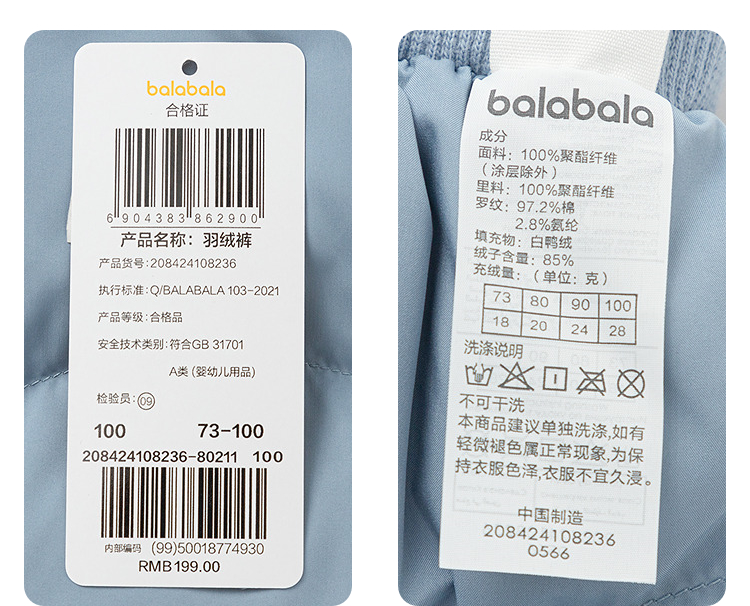 balabala
合格证
6 904383 862900
产品名称：羽绒裤
产品货号：208424108236
执行标准：Q/BALABALA 103-2021
产品等级：合格品
安全技术类别：符合GB 31701
A类（婴幼儿用品）
检验员：09
100 73-100
208424108236-80211 100
内部编码 (99)50018774930
RMB199.00
balabala
成分
面料：100%聚酯纤维
（涂层除外）
里料：100%聚酯纤维
罗纹：97.2%棉
2.8%氨纶
填充物：白鸭绒
绒子含量：85%
充绒量：（单位：克）
73 80 90 100
18 20 24 28
洗涤说明
不可干洗
本商品建议单独洗涤,如有
轻微褪色属正常现象,为保
持衣服色泽,衣服不宜久浸。
中国制造
208424108236
0566